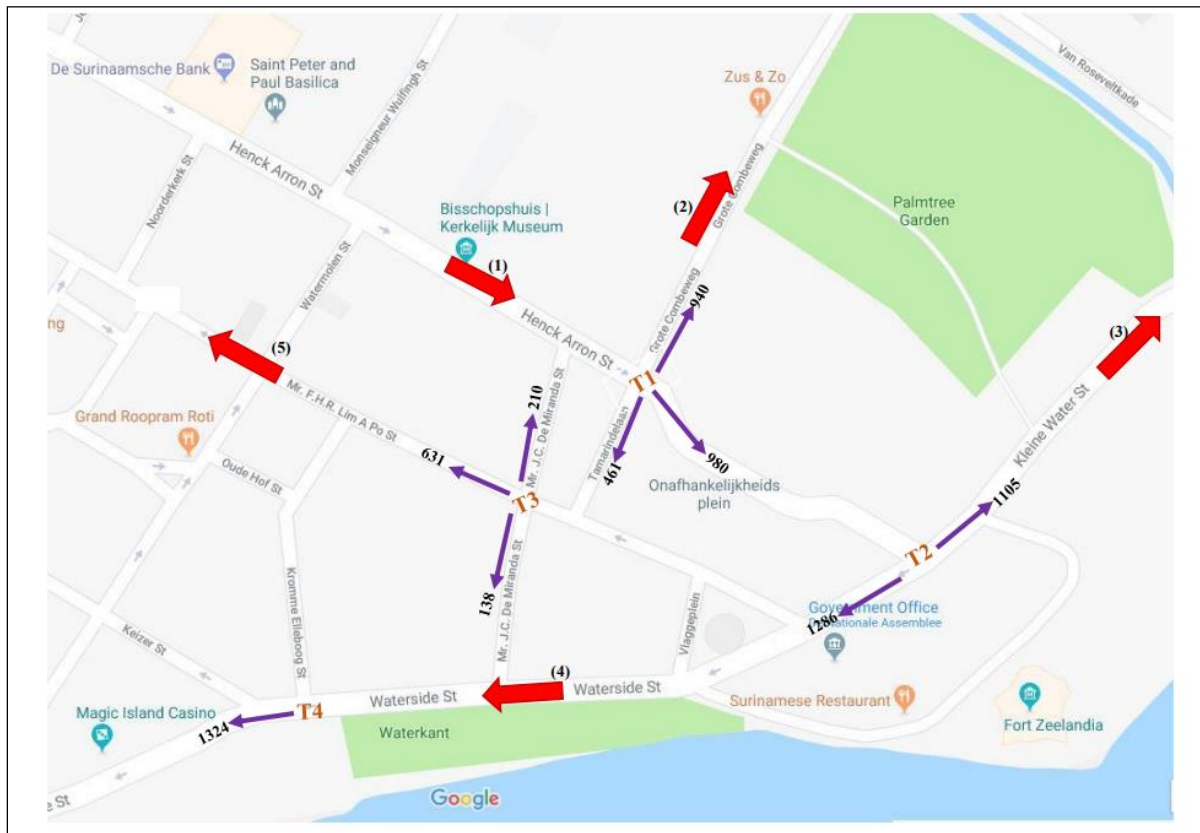 De Surinaamsche Bank
Saint Peter and
Paul Basilica
Monseigneur Wulfingh St
Zus & Zo
Van Roseveltkade
Henck Arron St
Noorderkerk St
Bisschopshuis |
Kerkelijk Museum
(1)
(2)
Grote Combeweg
Palmtree
Garden
Watermolen St
Grote Combeweg
940
ng
(5)
Henck Arron St
T1
(3)
Mr. F.H.R. Lim A Po St
210
Mr. J.C. De Miranda St
Tamarindelaan
461
980
Kleine Water St
Grand Roopram Roti
631
Oude Hof St
Onafhankelijkheids
plein
1105
T3
T2
138
Mr. J.C. De Miranda St
Kromme Elleboog St
Keizer St
Vlaggeplein
1286
Government Office
De Nationale Assemblee
(4)
Waterside St
Waterside St
Surinamese Restaurant
Magic Island Casino
1324
T4
Waterkant
Fort Zeelandia
e St
Google